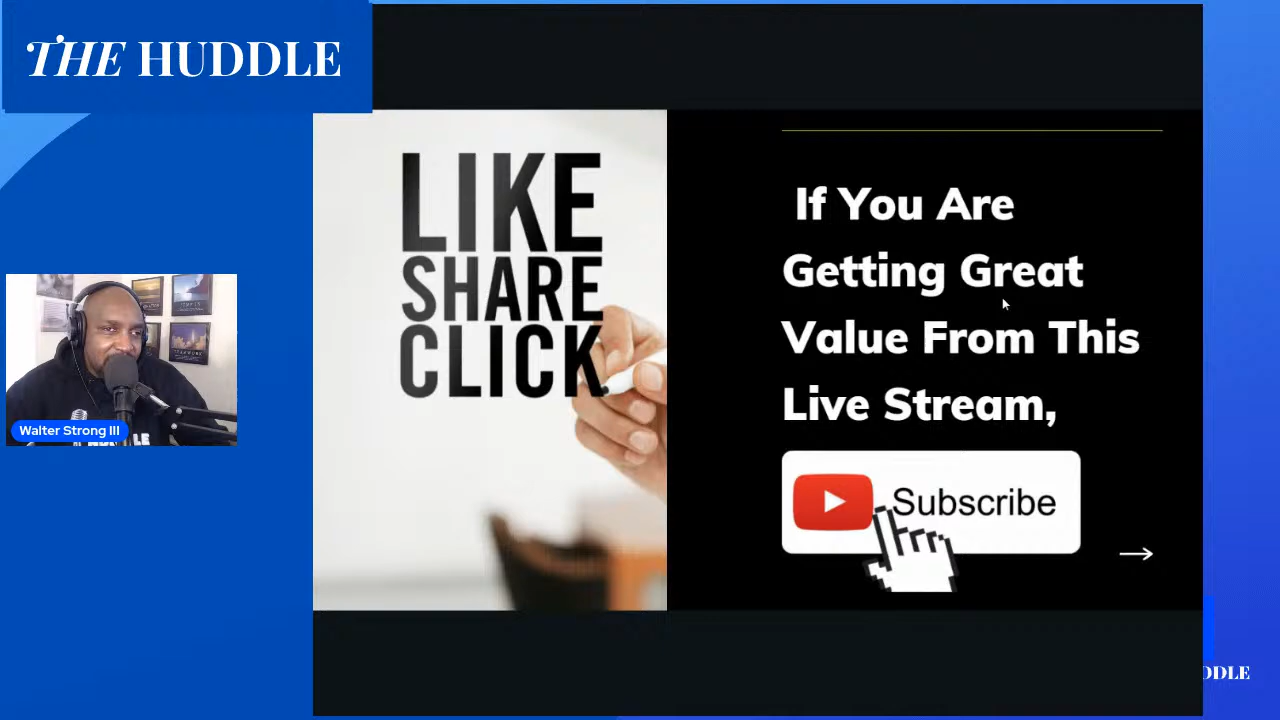 THE HUDDLE
LIKE
SHARE
CLICK
If You Are
Getting Great
Value From This
Live Stream,
Subscribe
Walter Strong III